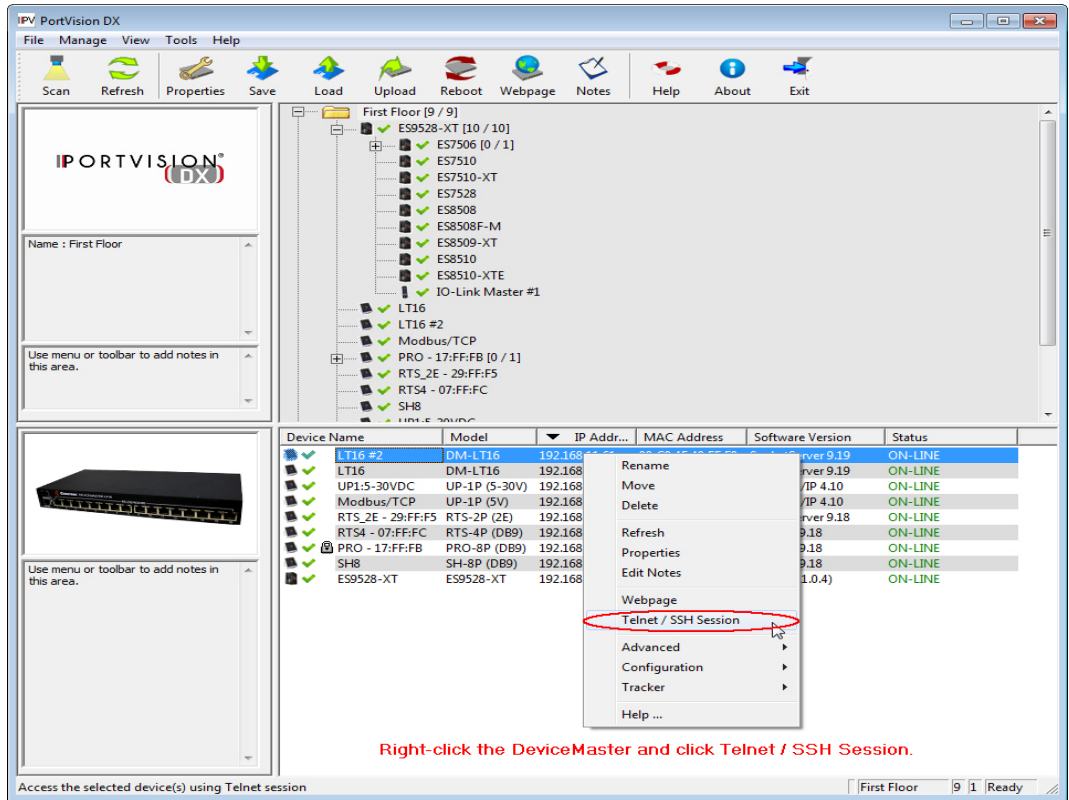 IPV PortVision DX
File Manage View Tools Help
Scan Refresh Properties Save Load Upload Reboot Webpage Notes Help About Exit
PORTVISION®
(DX)
Name : First Floor
Use menu or toolbar to add notes in
this area.
First Floor [9 / 9]
ES9528-XT [10 / 10]
ES7506 [0 / 1]
ES7510
ES7510-XT
ES7528
ES8508
ES8508F-M
ES8509-XT
ES8510
ES8510-XTE
IO-Link Master #1
LT16
LT16 #2
Modbus/TCP
PRO - 17:FF:FB [0 / 1]
RTS_2E - 29:FF:F5
RTS4 - 07:FF:FC
SH8
UP1:5-30VDC
Use menu or toolbar to add notes in
this area.
Device Name Model IP Addr... MAC Address Software Version Status
LT16 #2 DM-LT16 192.168 rver 9.19 ON-LINE
LT16 DM-LT16 192.168 rver 9.19 ON-LINE
UP1:5-30VDC UP-1P (5-30V) 192.168 /IP 4.10 ON-LINE
Modbus/TCP UP-1P (5V) 192.168 /IP 4.10 ON-LINE
RTS_2E - 29:FF:F5 RTS-2P (2E) 192.168 rver 9.18 ON-LINE
RTS4 - 07:FF:FC RTS-4P (DB9) 192.168 9.18 ON-LINE
PRO - 17:FF:FB PRO-8P (DB9) 192.168 9.18 ON-LINE
SH8 SH-8P (DB9) 192.168 9.18 ON-LINE
ES9528-XT ES9528-XT 192.168 1.0.4) ON-LINE
Rename
Move
Delete
Refresh
Properties
Edit Notes
Webpage
Telnet / SSH Session
Advanced
Configuration
Tracker
Help ...
Right-click the DeviceMaster and click Telnet / SSH Session.
Access the selected device(s) using Telnet session First Floor 9 1 Ready